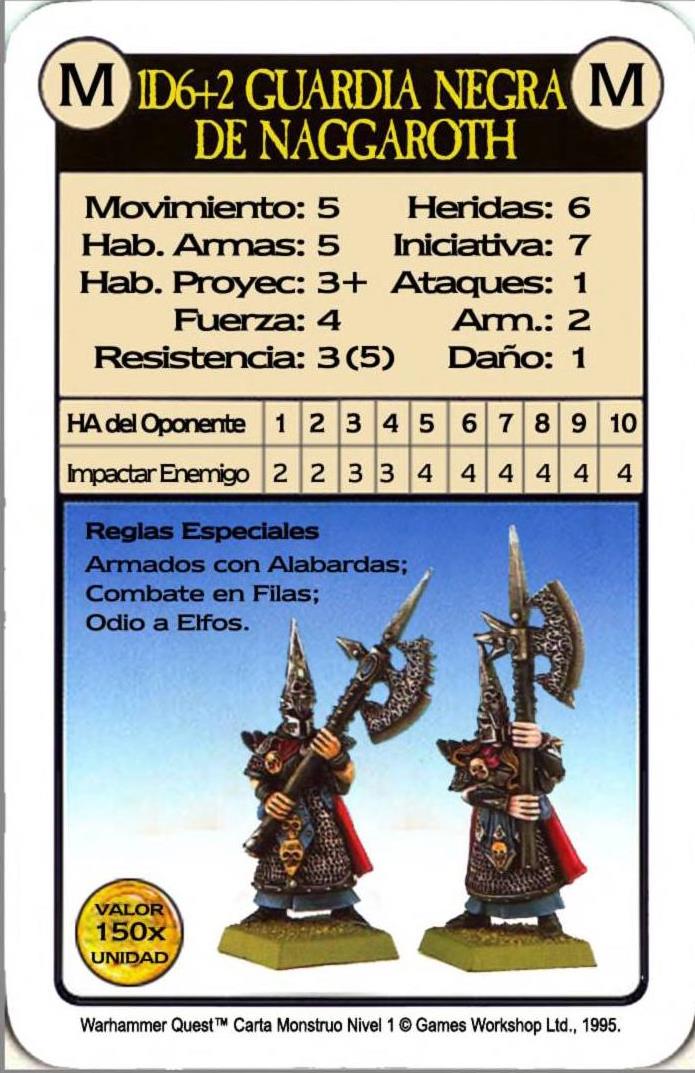 M 1D6+2 GUARDIA NEGRA M
DE NAGGAROTH
Movimiento: 5 Heridas: 6
Hab. Armas: 5 Iniciativa: 7
Hab. Proyec: 3+ Ataques: 1
Fuerza: 4 Arm.: 2
Resistencia: 3(5) Daño: 1
HA del Oponente 1 2 3 4 5 6 7 8 9 10
Impactar Enemigo 2 2 3 3 4 4 4 4 4 4
Reglas Especiales
Armados con Alabardas;
Combate en Filas;
Odio a Elfos.
VALOR
150x
UNIDAD
Warhammer Quest™ Carta Monstruo Nivel 1 © Games Workshop Ltd., 1995.